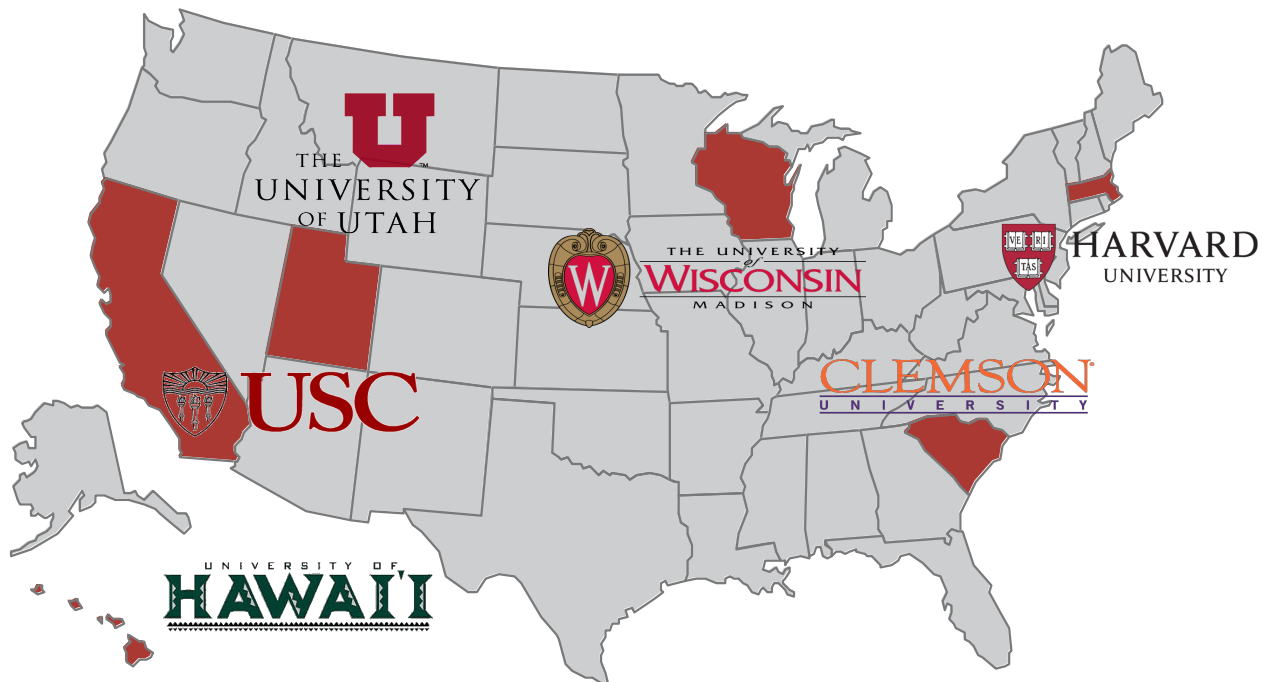 U
™
THE
UNIVERSITY
OF UTAH
W
THE UNIVERSITY
of
WISCONSIN
MADISON
VE RI
TAS
HARVARD
UNIVERSITY
CLEMSON®
UNIVERSITY
USC
UNIVERSITY OF
HAWAI'I